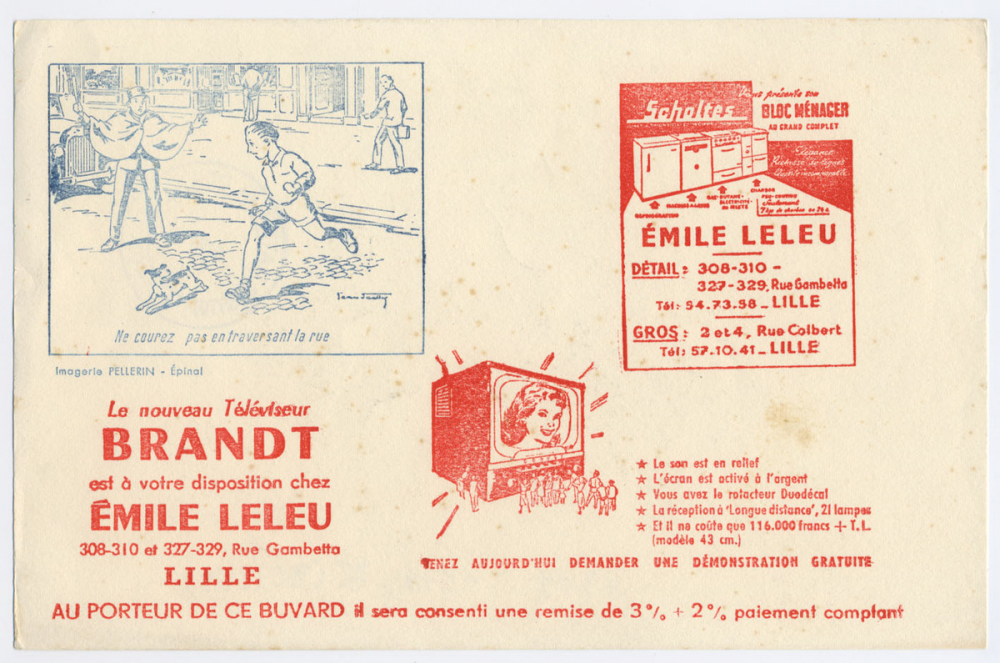 Ne courez pas en traversant la rue
Imagerie PELLERIN - Épinal
Le nouveau Téléviseur
BRANDT
est à votre disposition chez
ÉMILE LELEU
308-310 et 327-329, Rue Gambetta
LILLE
Scholtès
vous présente son
BLOC MÉNAGER
AU GRAND COMPLET
Élégance
RÉFRIGÉRATION
MACHINE A LAVER
CHARBON
ÉMILE LELEU
DÉTAIL : 308-310 -
327-329, Rue Gambetta
Tél : 54.73.98 _ LILLE
GROS : 2 et 4, Rue Colbert
Tél : 57.10.41 _ LILLE
★ Le son est en relief
★ L'écran est activé à l'argent
★ Vous avez le rotacteur Duodécal
★ La réception à 'Longue distance', 21 lampes
★ Et il ne coûte que 116.000 francs + T.L.
(modèle 43 cm.)
VENEZ AUJOURD'HUI DEMANDER UNE DÉMONSTRATION GRATUITE
AU PORTEUR DE CE BUVARD il sera consenti une remise de 3 % + 2 % paiement comptant